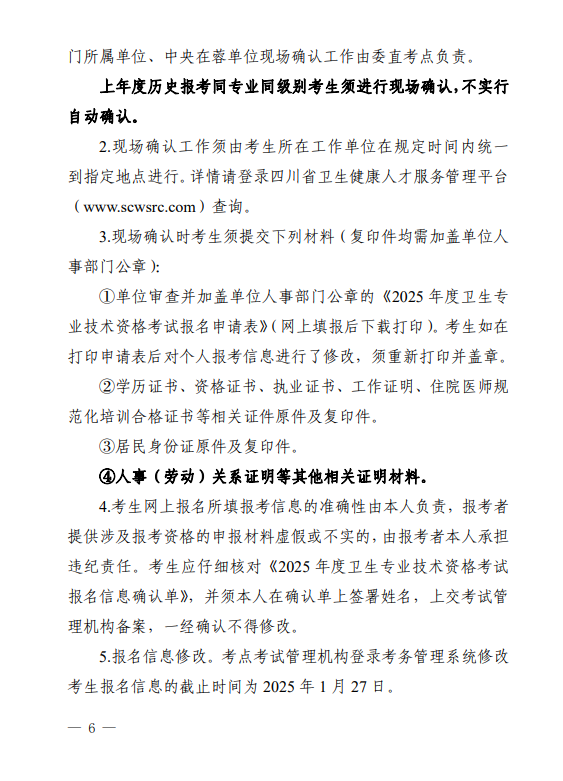 门所属单位、中央在蓉单位现场确认工作由委直考点负责。
上年度历史报考同专业同级别考生须进行现场确认，不实行
自动确认。
2.现场确认工作须由考生所在工作单位在规定时间内统一
到指定地点进行。详情请登录四川省卫生健康人才服务管理平台
（www.scwsrc.com）查询。
3.现场确认时考生须提交下列材料（复印件均需加盖单位人
事部门公章）：
①单位审查并加盖单位人事部门公章的《2025 年度卫生专
业技术资格考试报名申请表》（网上填报后下载打印）。考生如在
打印申请表后对个人报考信息进行了修改，须重新打印并盖章。
②学历证书、资格证书、执业证书、工作证明、住院医师规
范化培训合格证书等相关证件原件及复印件。
③居民身份证原件及复印件。
④人事（劳动）关系证明等其他相关证明材料。
4.考生网上报名所填报考信息的准确性由本人负责，报考者
提供涉及报考资格的申报材料虚假或不实的，由报考者本人承担
违纪责任。考生应仔细核对《2025 年度卫生专业技术资格考试
报名信息确认单》，并须本人在确认单上签署姓名，上交考试管
理机构备案，一经确认不得修改。
5.报名信息修改。考点考试管理机构登录考务管理系统修改
考生报名信息的截止时间为 2025 年 1 月 27 日。
— 6 —